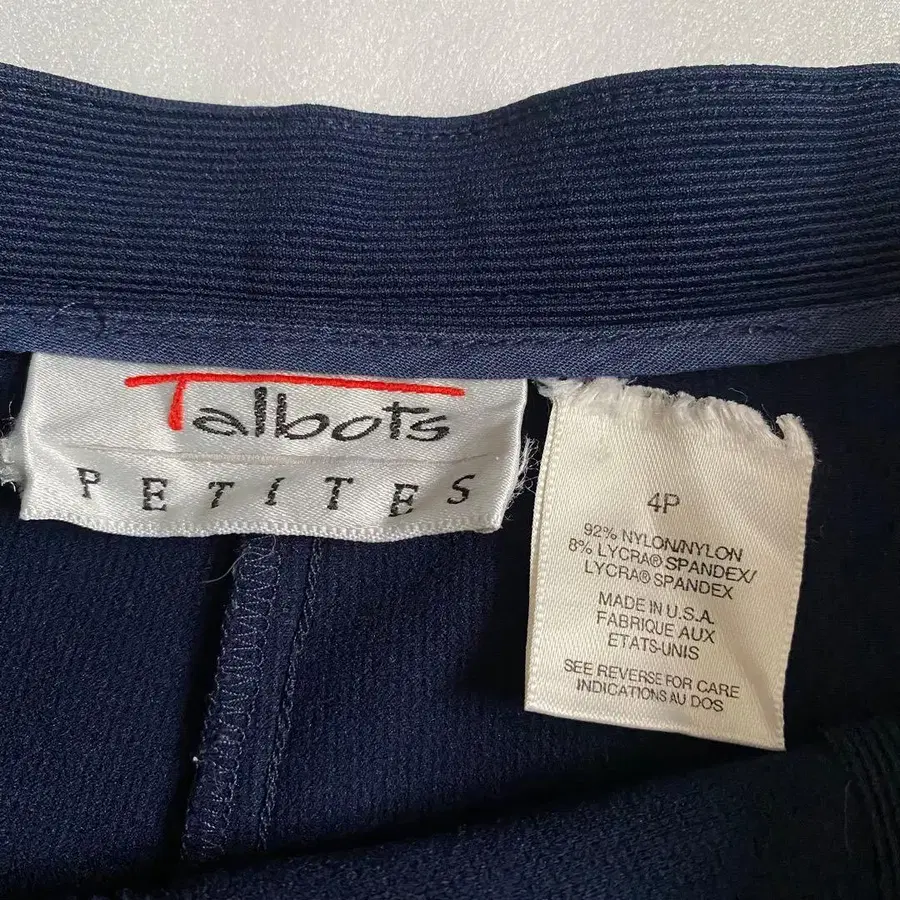 Talbots
PETITES
4P
92% NYLON/NYLON
8% LYCRA® SPANDEX/
LYCRA® SPANDEX
MADE IN U.S.A.
FABRIQUE AUX
ETATS-UNIS
SEE REVERSE FOR CARE
INDICATIONS AU DOS